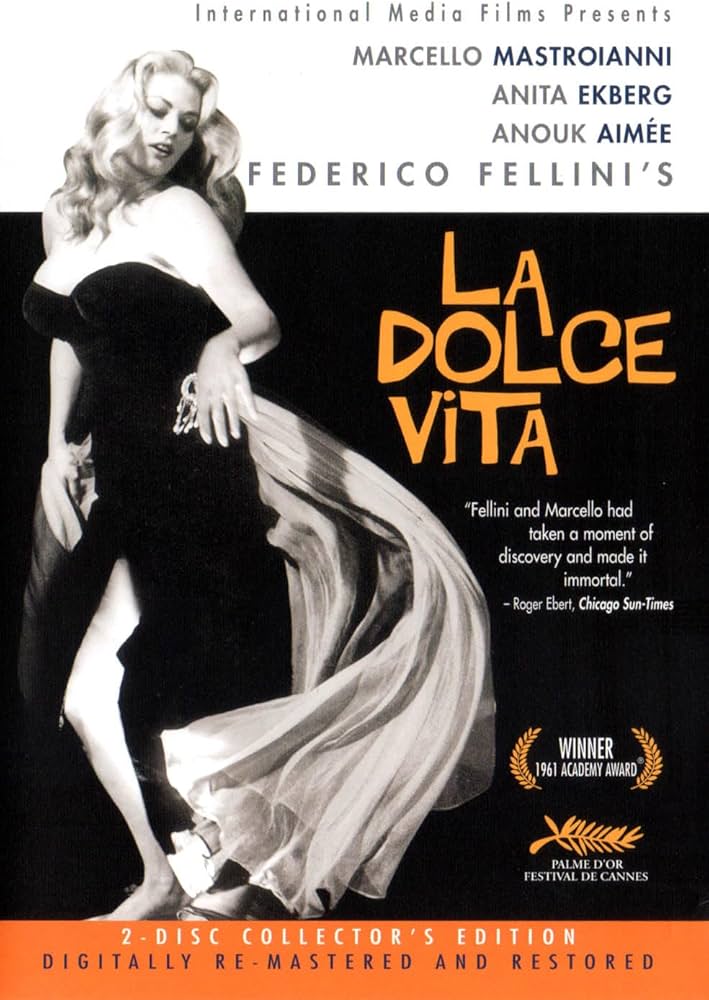 International Media Films Presents
MARCELLO MASTROIANNI
ANITA EKBERG
ANOUK AIMÉE
FEDERICO FELLINI'S
LA
DOLCE
ViTA
“Fellini and Marcello had
taken a moment of
discovery and made it
immortal.”
– Roger Ebert, Chicago Sun-Times
WINNER
1961 ACADEMY AWARD®
PALME D'OR
FESTIVAL DE CANNES
2-DISC COLLECTOR'S EDITION
DIGITALLY RE-MASTERED AND RESTORED